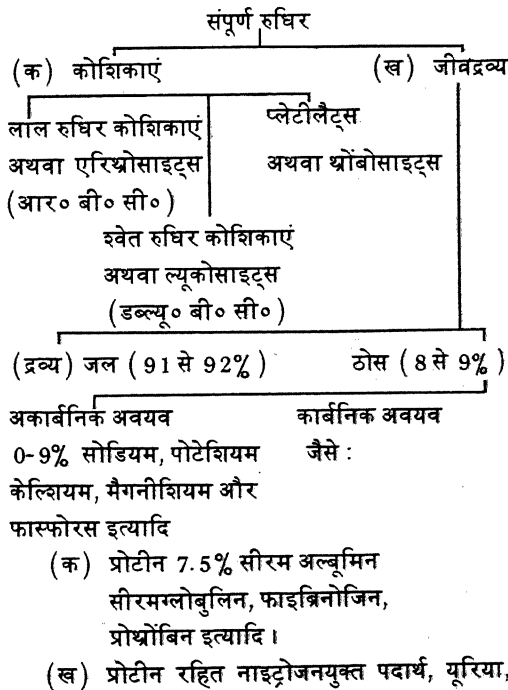 संपूर्ण रुधिर
(क) कोशिकाएं (ख) जीवद्रव्य
लाल रुधिर कोशिकाएं प्लेटीलैट्स
अथवा एरिथ्रोसाइट्स अथवा थ्रोंबोसाइट्स
(आर० बी० सी०)
श्वेत रुधिर कोशिकाएं
अथवा ल्यूकोसाइट्स
(डब्ल्यू० बी० सी०)
(द्रव्य) जल (91 से 92%) ठोस (8 से 9%)
अकार्बनिक अवयव कार्बनिक अवयव
0-9% सोडियम, पोटेशियम जैसे :
केल्शियम, मैगनीशियम और
फास्फोरस इत्यादि
(क) प्रोटीन 7.5% सीरम अल्बूमिन
सीरमग्लोबुलिन, फाइब्रिनोजिन,
प्रोथ्रोंबिन इत्यादि।
(ख) प्रोटीन रहित नाइट्रोजनयुक्त पदार्थ, यूरिया,